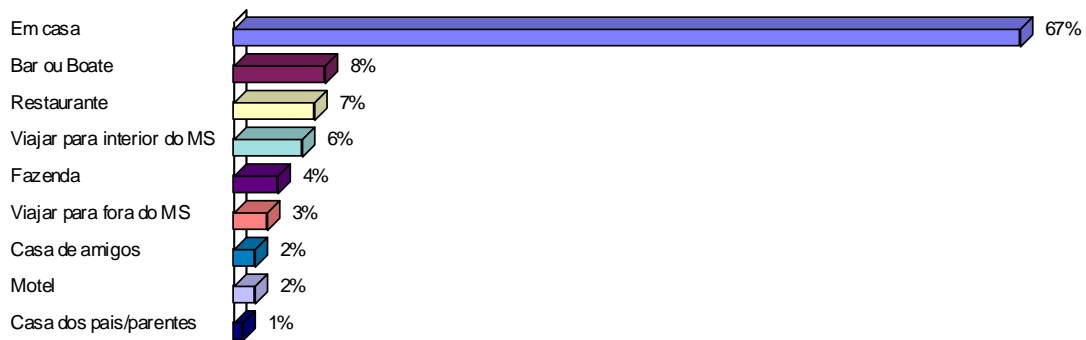 Em casa 67%
Bar ou Boate 8%
Restaurante 7%
Viajar para interior do MS 6%
Fazenda 4%
Viajar para fora do MS 3%
Casa de amigos 2%
Motel 2%
Casa dos pais/parentes 1%